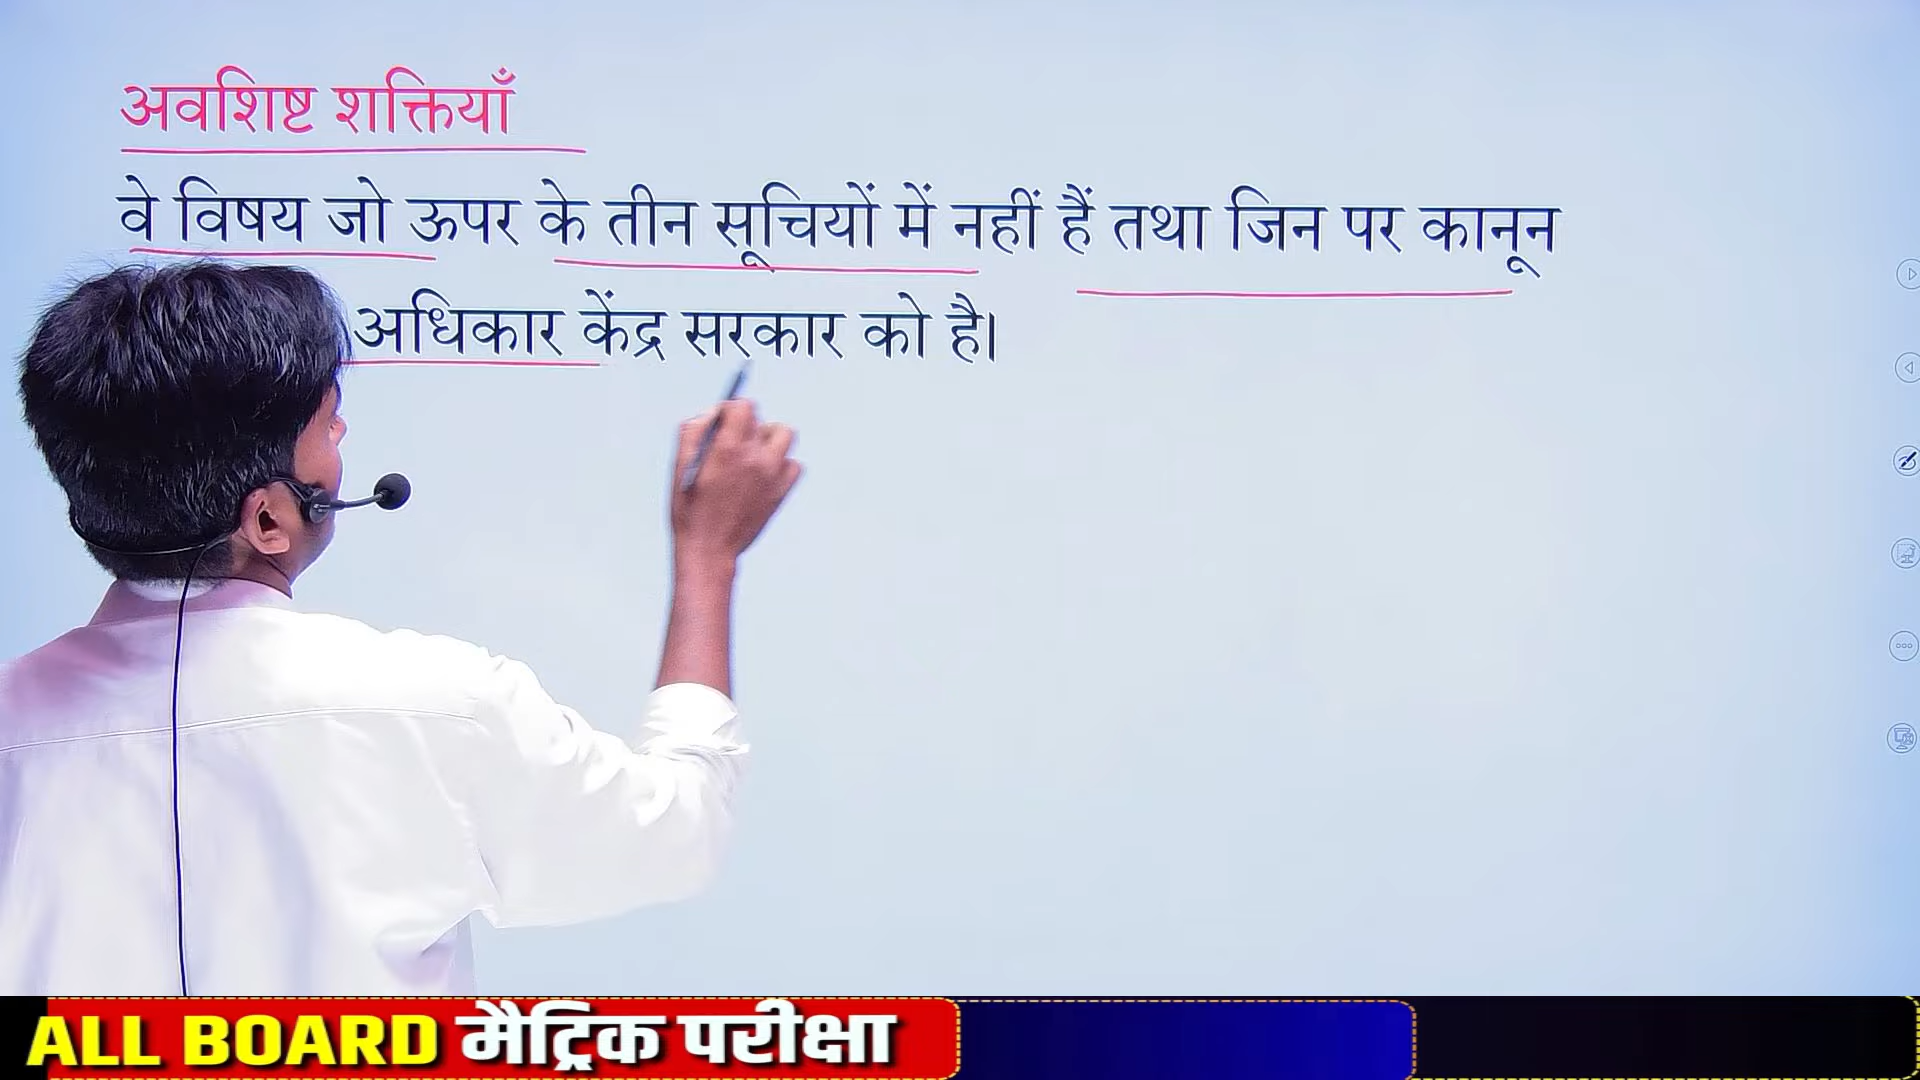 अवशिष्ट शक्तियाँ
वे विषय जो ऊपर के तीन सूचियों में नहीं हैं तथा जिन पर कानून
अधिकार केंद्र सरकार को है।
ALL BOARD मैट्रिक परीक्षा